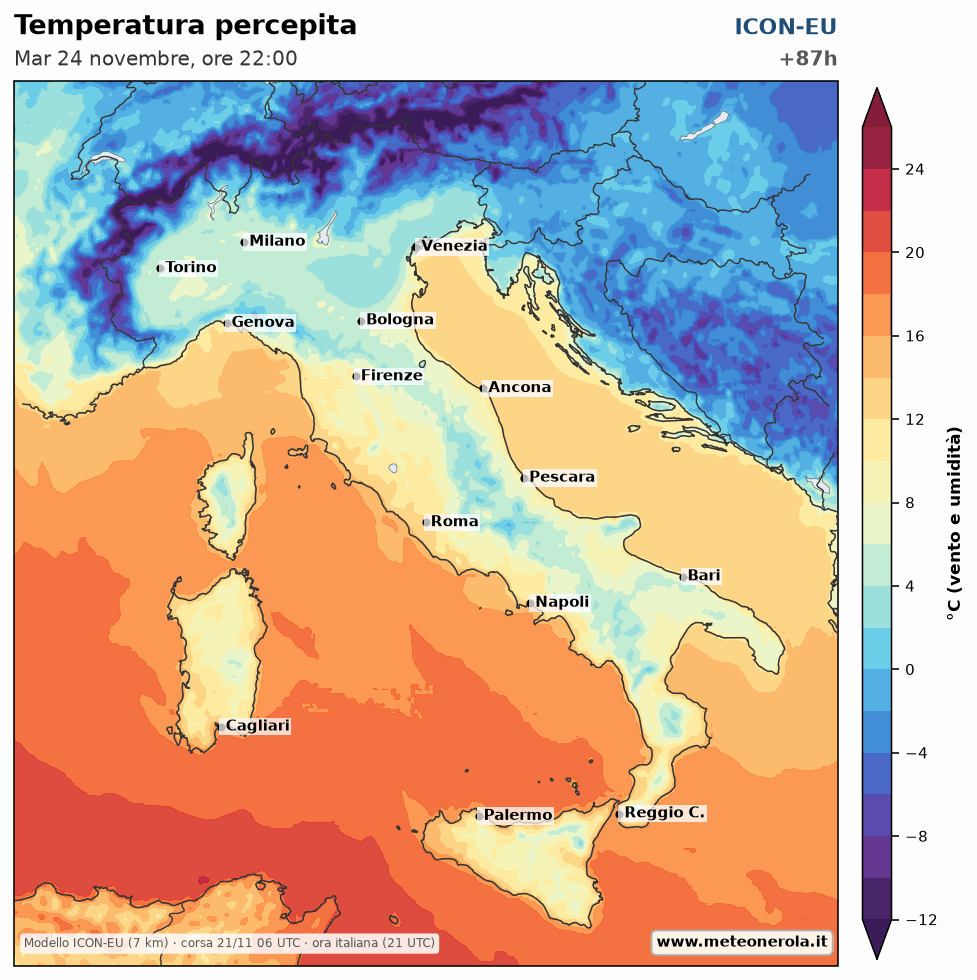 Temperatura percepita
ICON-EU
Mar 24 novembre, ore 22:00
+87h
24
20
16
12
8
4
0
−4
−8
−12
°C (vento e umidità)
Milano
Venezia
Torino
Genova
Bologna
Firenze
Ancona
Pescara
Roma
Bari
Napoli
Cagliari
Palermo
Reggio C.
Modello ICON-EU (7 km) · corsa 21/11 06 UTC · ora italiana (21 UTC)
www.meteonerola.it